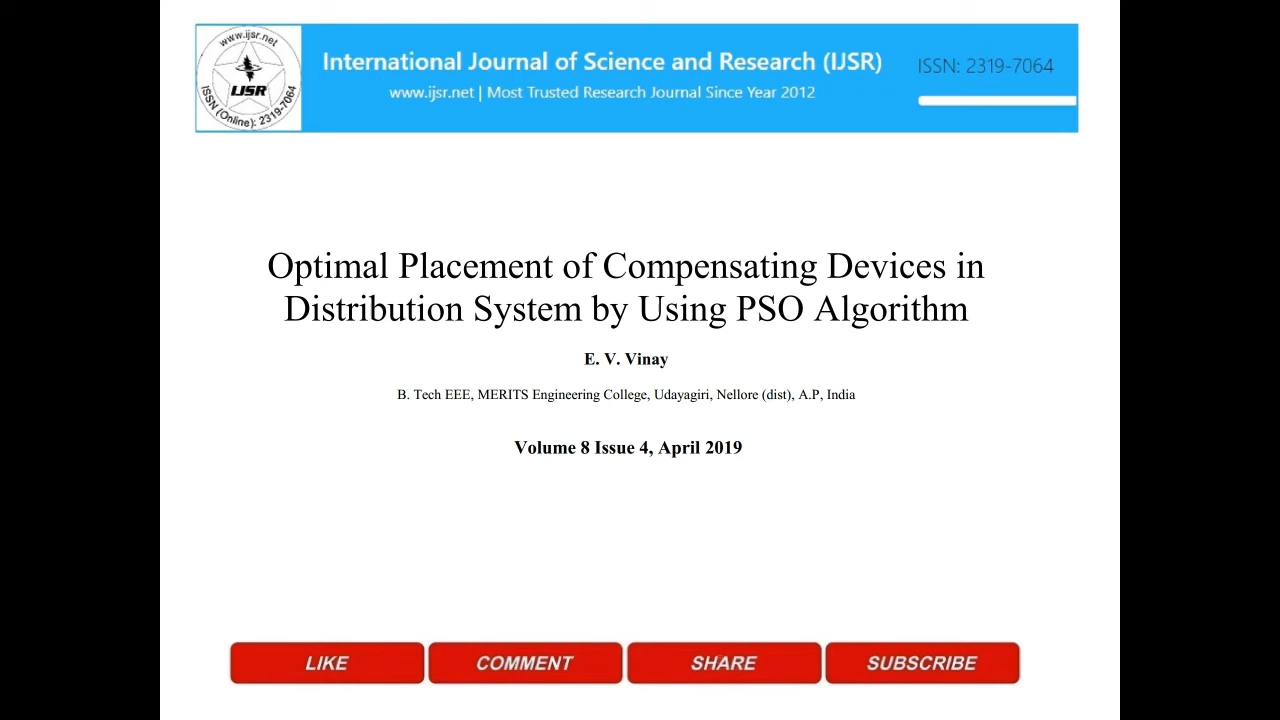 www.ijsr.net
IJSR
ISSN (Online): 2319-7064
International Journal of Science and Research (IJSR)
ISSN: 2319-7064
www.ijsr.net | Most Trusted Research Journal Since Year 2012
Optimal Placement of Compensating Devices in
Distribution System by Using PSO Algorithm
E. V. Vinay
B. Tech EEE, MERITS Engineering College, Udayagiri, Nellore (dist), A.P, India
Volume 8 Issue 4, April 2019
LIKE
COMMENT
SHARE
SUBSCRIBE